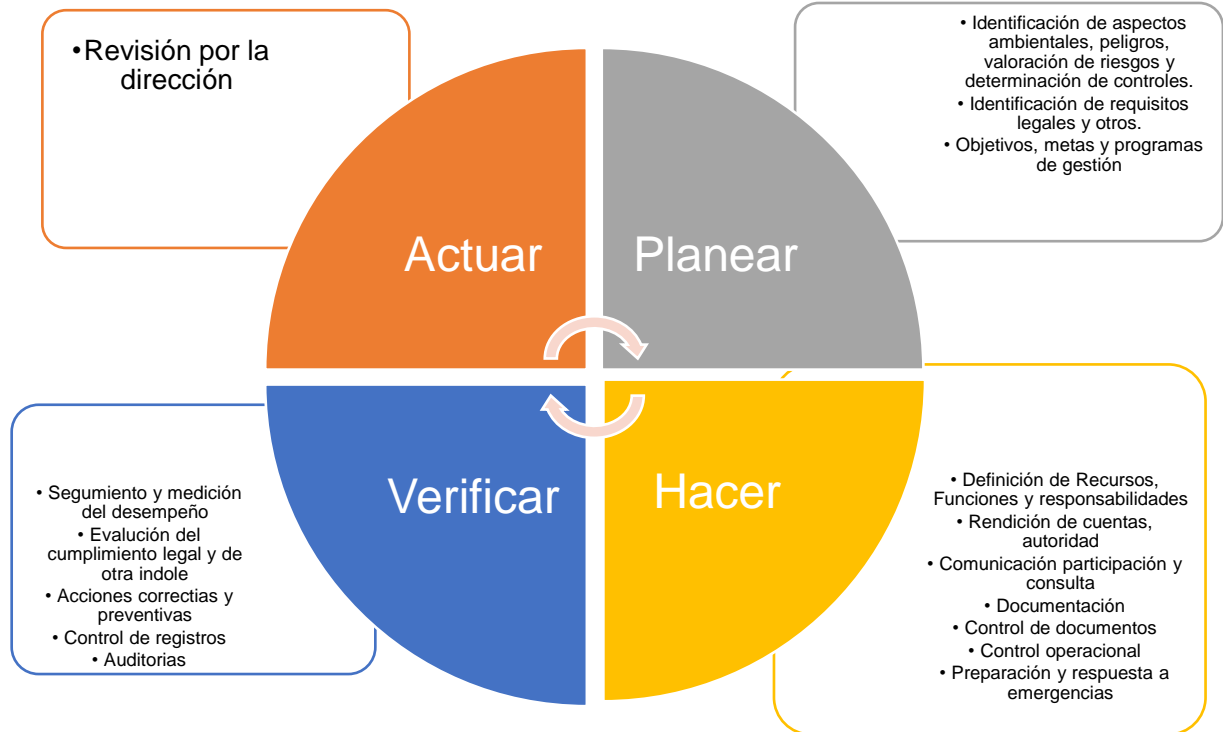 •Revisión por la
dirección
• Identificación de aspectos
ambientales, peligros,
valoración de riesgos y
determinación de controles.
• Identificación de requisitos
legales y otros.
• Objetivos, metas y programas
de gestión
Actuar
Planear
Verificar
Hacer
• Segumiento y medición
del desempeño
• Evalución del
cumplimiento legal y de
otra indole
• Acciones correctias y
preventivas
• Control de registros
• Auditorias
• Definición de Recursos,
Funciones y responsabilidades
• Rendición de cuentas,
autoridad
• Comunicación participación y
consulta
• Documentación
• Control de documentos
• Control operacional
• Preparación y respuesta a
emergencias